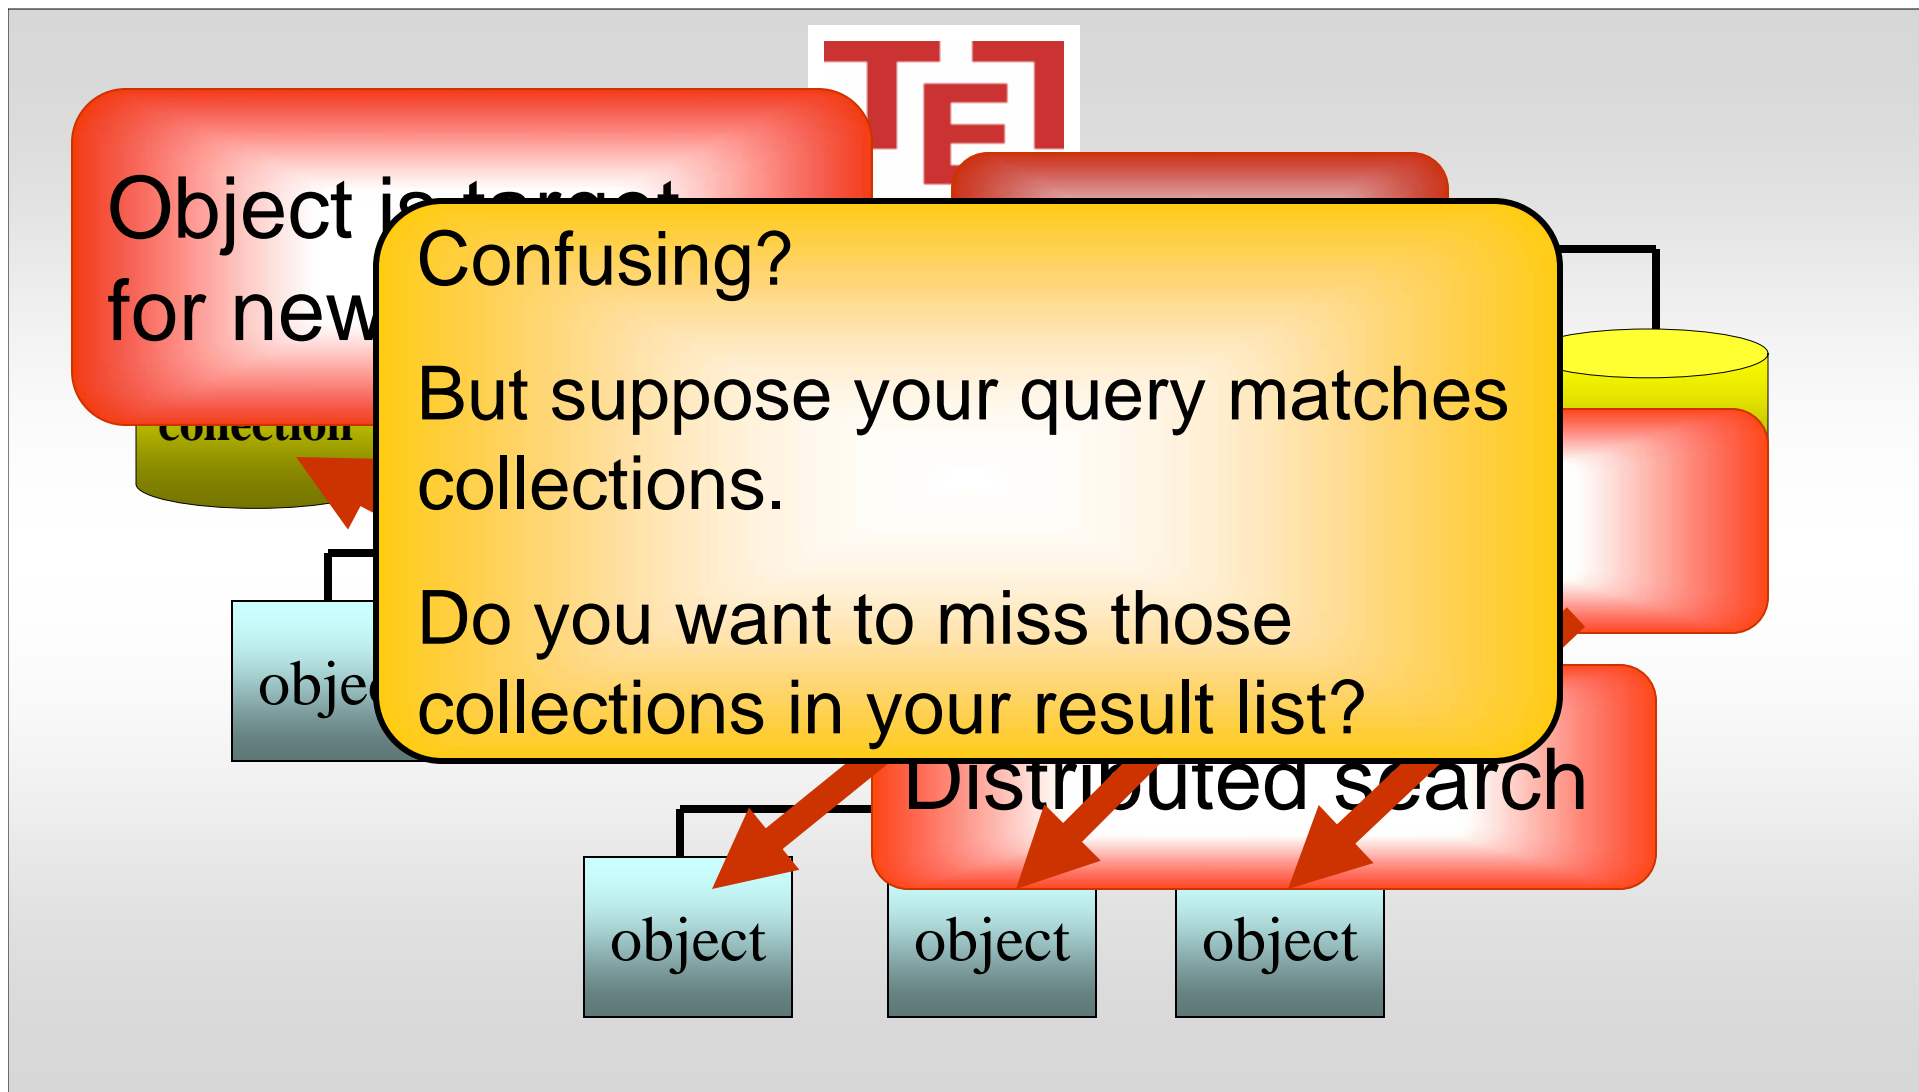 TEL
Object is target
for new
Confusing?
But suppose your query matches
collections.
Do you want to miss those
collections in your result list?
collection
Distributed search
object
object
object